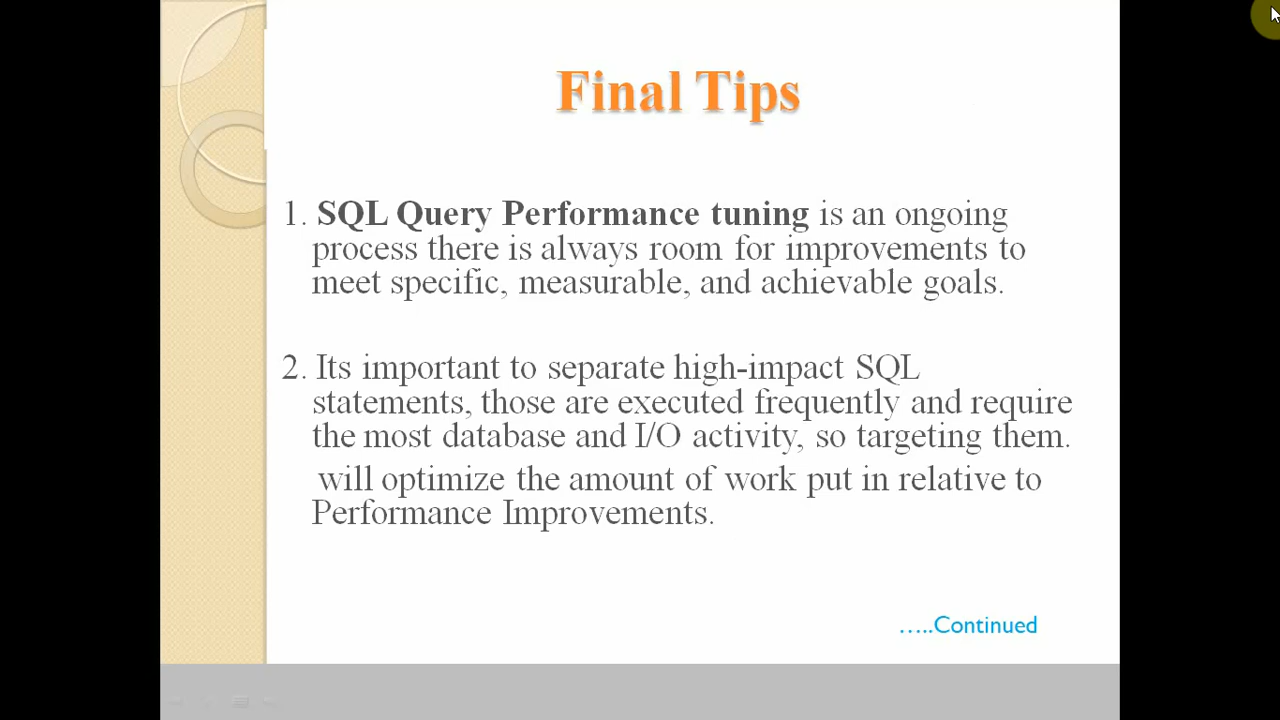 Final Tips
1. SQL Query Performance tuning is an ongoing
process there is always room for improvements to
meet specific, measurable, and achievable goals.
2. Its important to separate high-impact SQL
statements, those are executed frequently and require
the most database and I/O activity, so targeting them.
will optimize the amount of work put in relative to
Performance Improvements.
…..Continued